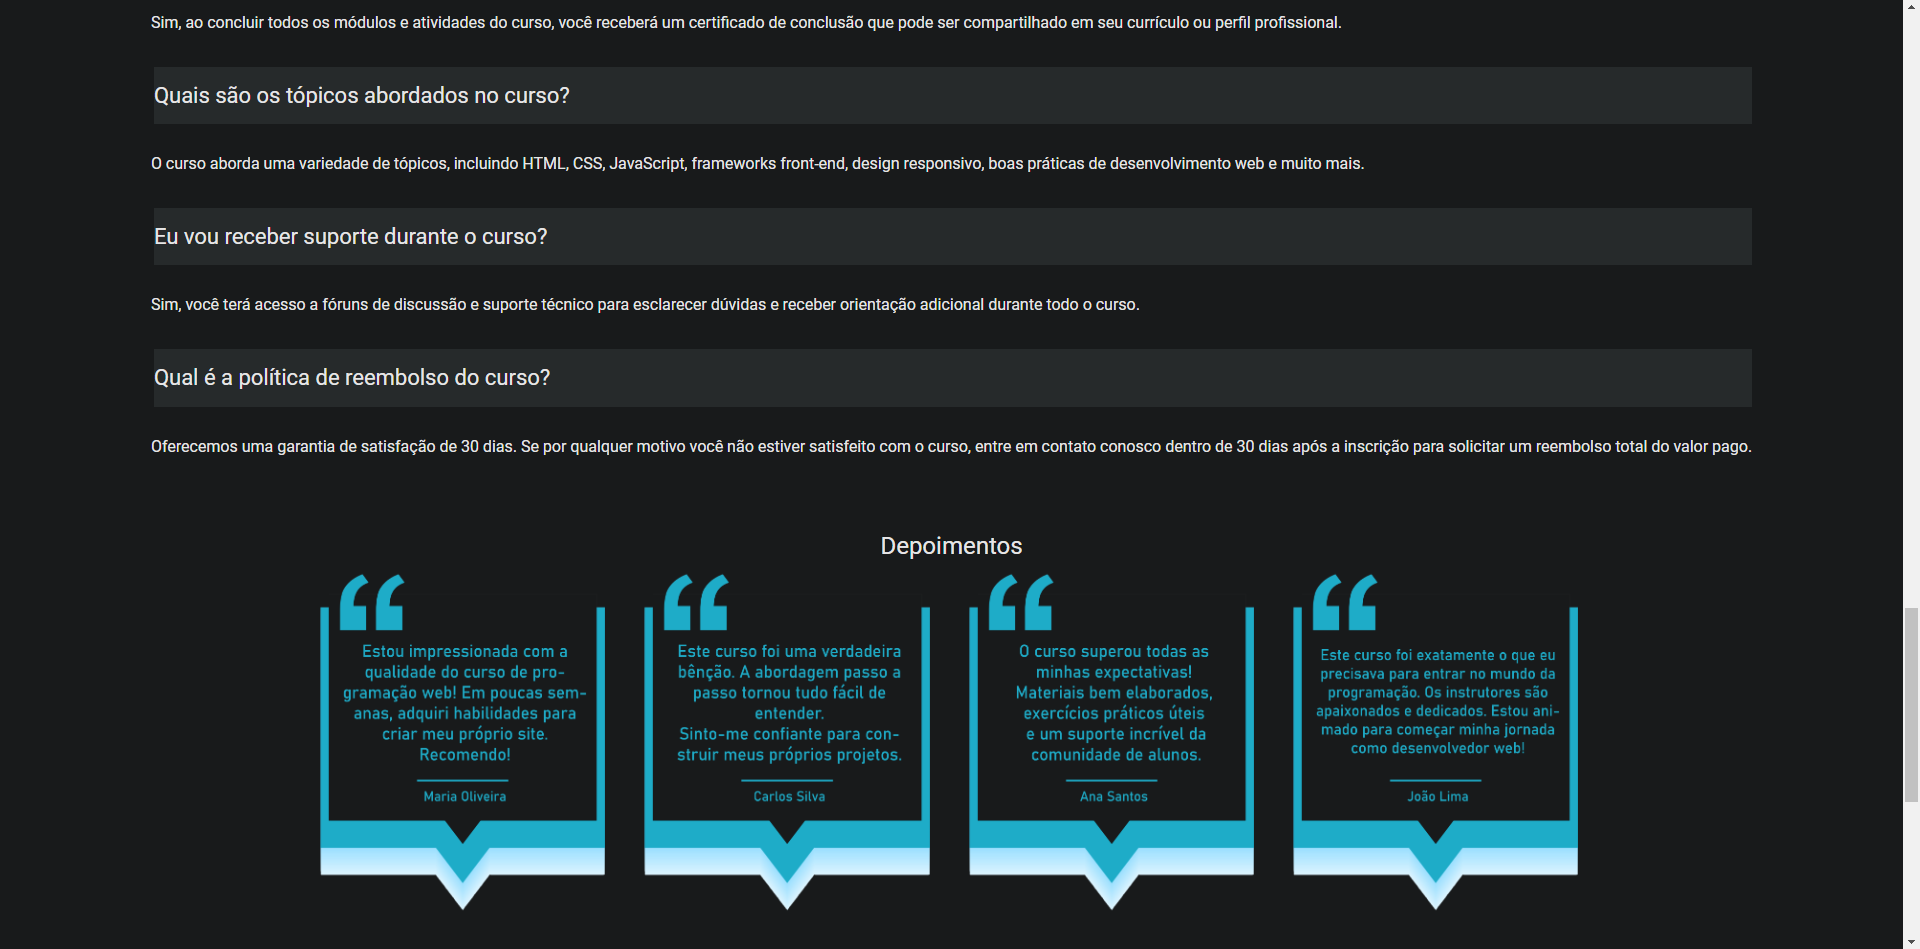 Sim, ao concluir todos os módulos e atividades do curso, você receberá um certificado de conclusão que pode ser compartilhado em seu currículo ou perfil profissional.
Quais são os tópicos abordados no curso?
O curso aborda uma variedade de tópicos, incluindo HTML, CSS, JavaScript, frameworks front-end, design responsivo, boas práticas de desenvolvimento web e muito mais.
Eu vou receber suporte durante o curso?
Sim, você terá acesso a fóruns de discussão e suporte técnico para esclarecer dúvidas e receber orientação adicional durante todo o curso.
Qual é a política de reembolso do curso?
Oferecemos uma garantia de satisfação de 30 dias. Se por qualquer motivo você não estiver satisfeito com o curso, entre em contato conosco dentro de 30 dias após a inscrição para solicitar um reembolso total do valor pago.
Depoimentos
Estou impressionada com a
qualidade do curso de pro-
gramação web! Em poucas sem-
anas, adquiri habilidades para
criar meu próprio site.
Recomendo!
Maria Oliveira
Este curso foi uma verdadeira
bênção. A abordagem passo a
passo tornou tudo fácil de
entender.
Sinto-me confiante para con-
struir meus próprios projetos.
Carlos Silva
O curso superou todas as
minhas expectativas!
Materiais bem elaborados,
exercícios práticos úteis
e um suporte incrível da
comunidade de alunos.
Ana Santos
Este curso foi exatamente o que eu
precisava para entrar no mundo da
programação. Os instrutores são
apaixonados e dedicados. Estou ani-
mado para começar minha jornada
como desenvolvedor web!
João Lima